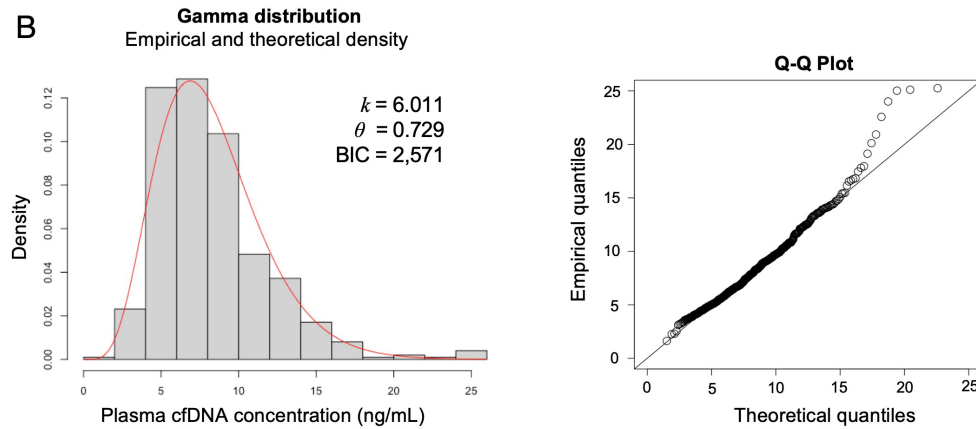 B
Gamma distribution
Empirical and theoretical density
k = 6.011
θ = 0.729
BIC = 2,571
Density
0.00
0.02
0.04
0.06
0.08
0.10
0.12
0 5 10 15 20 25
Plasma cfDNA concentration (ng/mL)
Q-Q Plot
Empirical quantiles
25
20
15
10
5
0
0 5 10 15 20 25
Theoretical quantiles